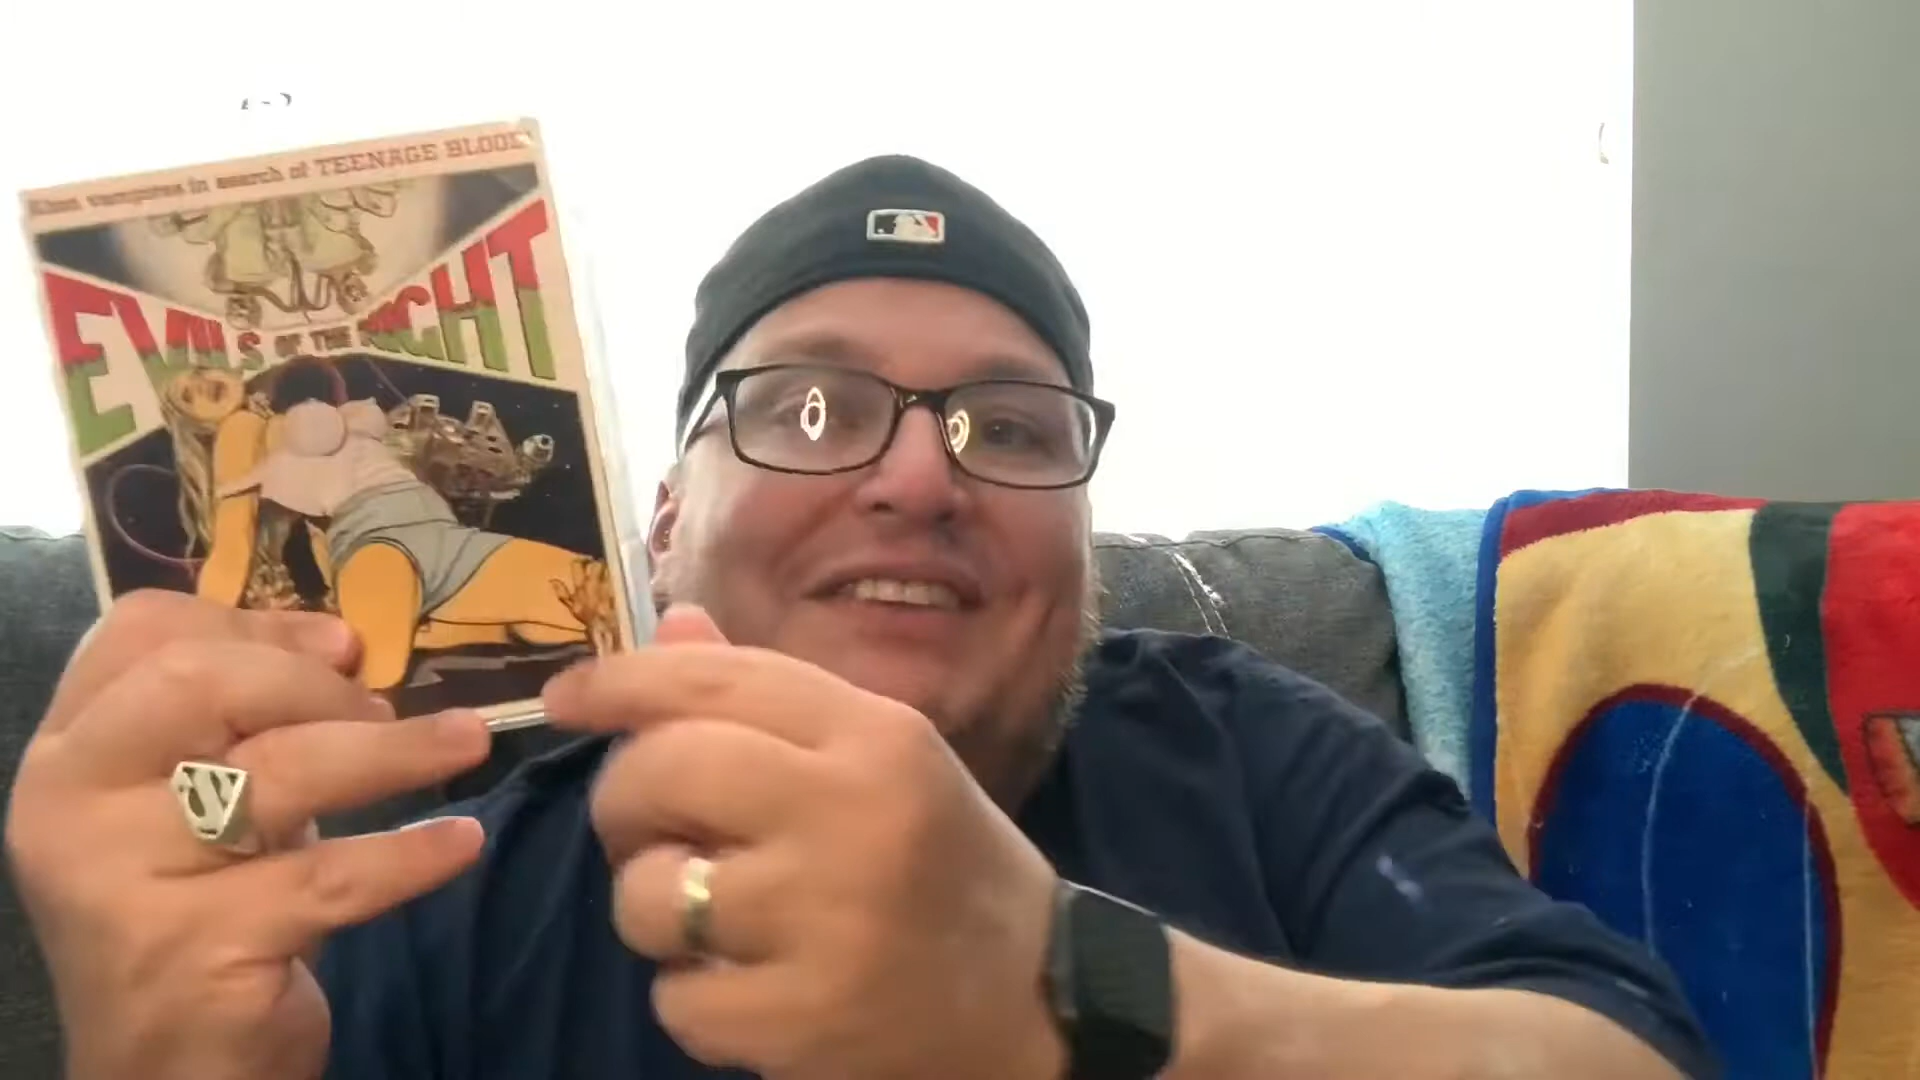 Alien vampires in search of TEENAGE BLOOD!
EVILS OF THE NIGHT
S